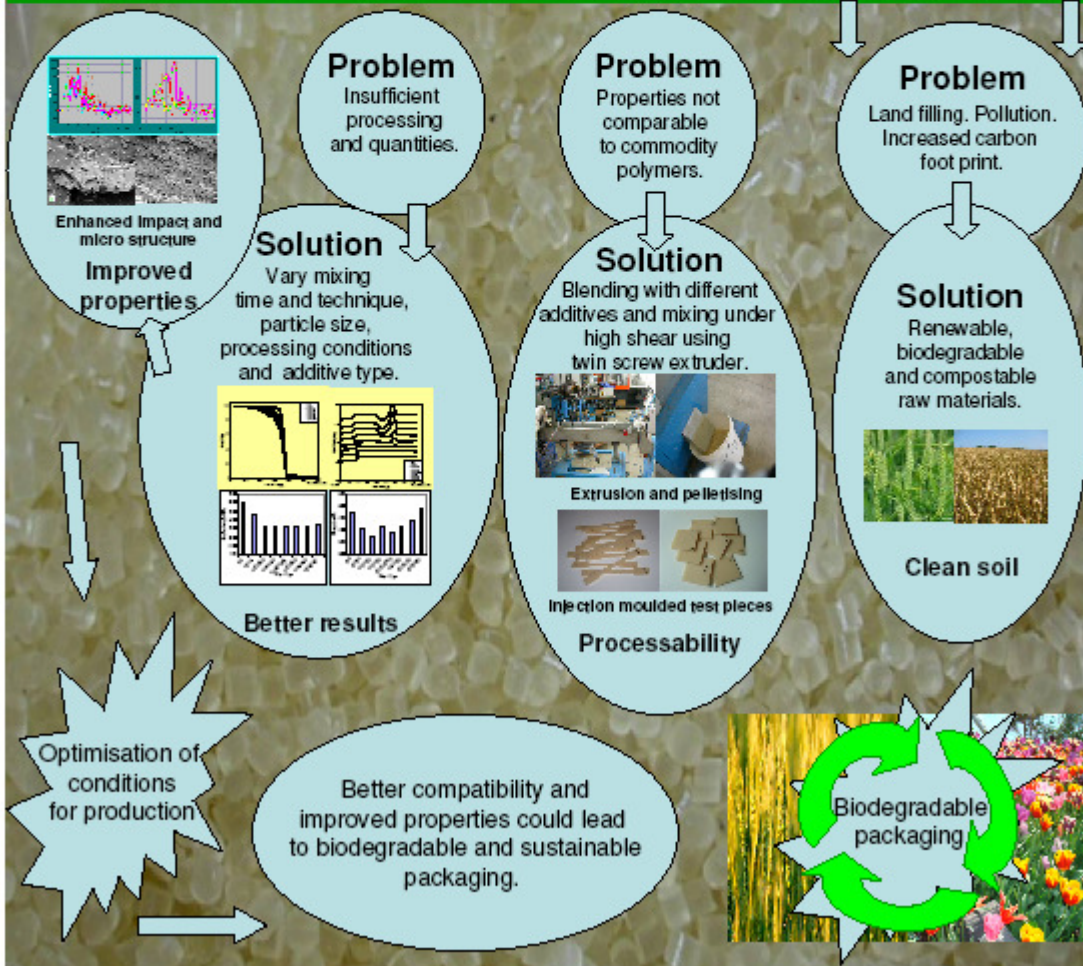 Enhanced impact and
micro structure
Improved
properties
Problem
Insufficient
processing
and quantities.
Solution
Vary mixing
time and technique,
particle size,
processing conditions
and additive type.
Better results
Problem
Properties not
comparable
to commodity
polymers.
Solution
Blending with different
additives and mixing under
high shear using
twin screw extruder.
Extrusion and pelletising
Injection moulded test pieces
Processability
Problem
Land filling. Pollution.
Increased carbon
foot print.
Solution
Renewable,
biodegradable
and compostable
raw materials.
Clean soil
Optimisation of
conditions
for production
Better compatibility and
improved properties could lead
to biodegradable and sustainable
packaging.
Biodegradable
packaging